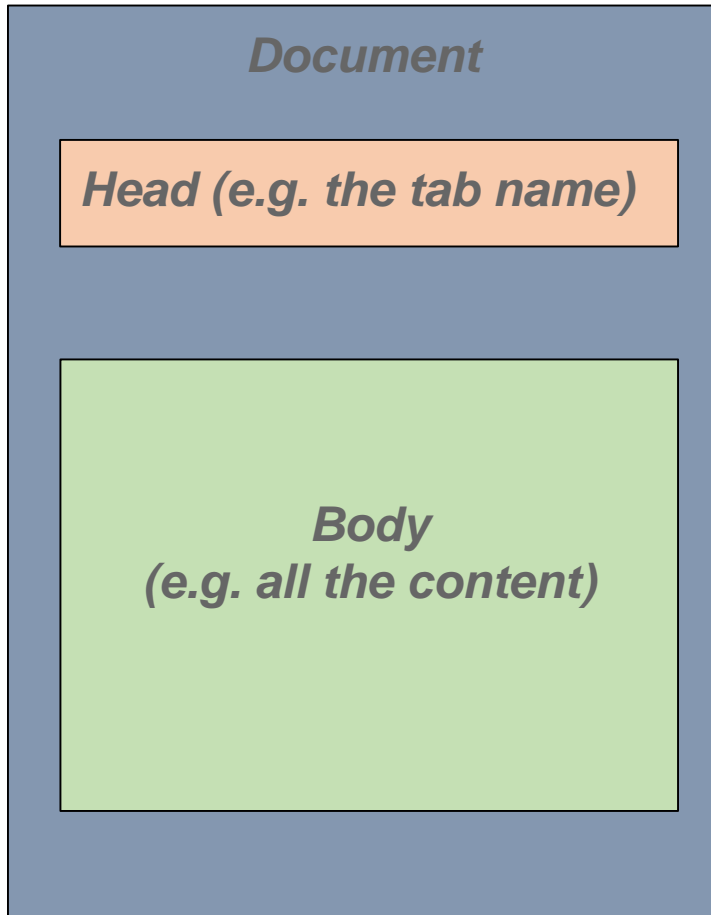 Document
Head (e.g. the tab name)
Body
(e.g. all the content)